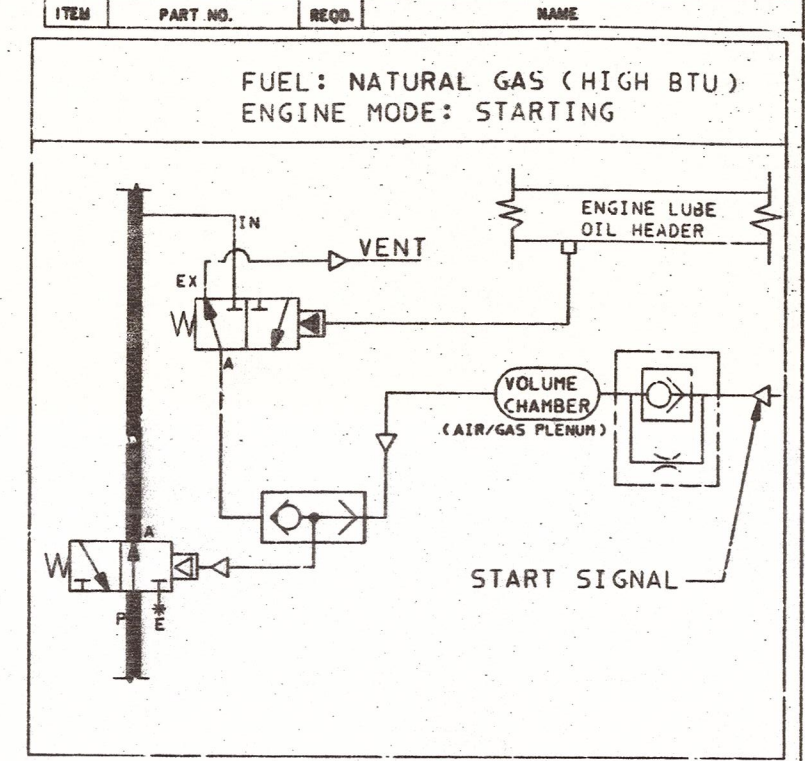 ITEM PART NO. REQD. NAME
FUEL: NATURAL GAS (HIGH BTU)
ENGINE MODE: STARTING
IN
ENGINE LUBE
OIL HEADER
VENT
EX
A
VOLUME
CHAMBER
(AIR/GAS PLENUM)
A
START SIGNAL
P
E